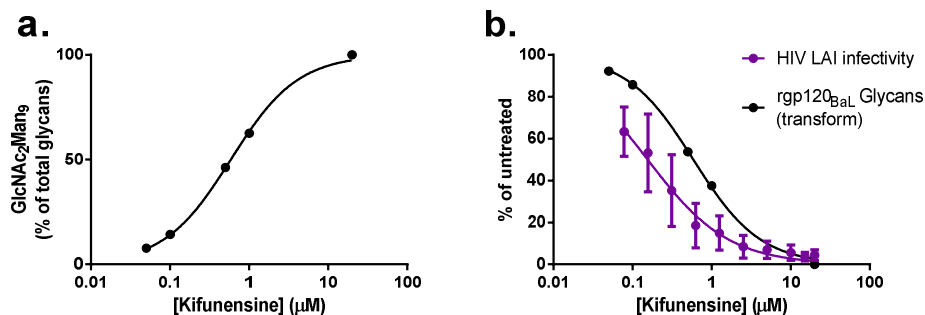 a.
GlcNAc₂Man₉
(% of total glycans)
100
50
0
0.01 0.1 1 10 100
[Kifunensine] (μM)
b.
% of untreated
100
80
60
40
20
0
0.01 0.1 1 10 100
[Kifunensine] (μM)
HIV LAI infectivity
rgp120BaL Glycans
(transform)